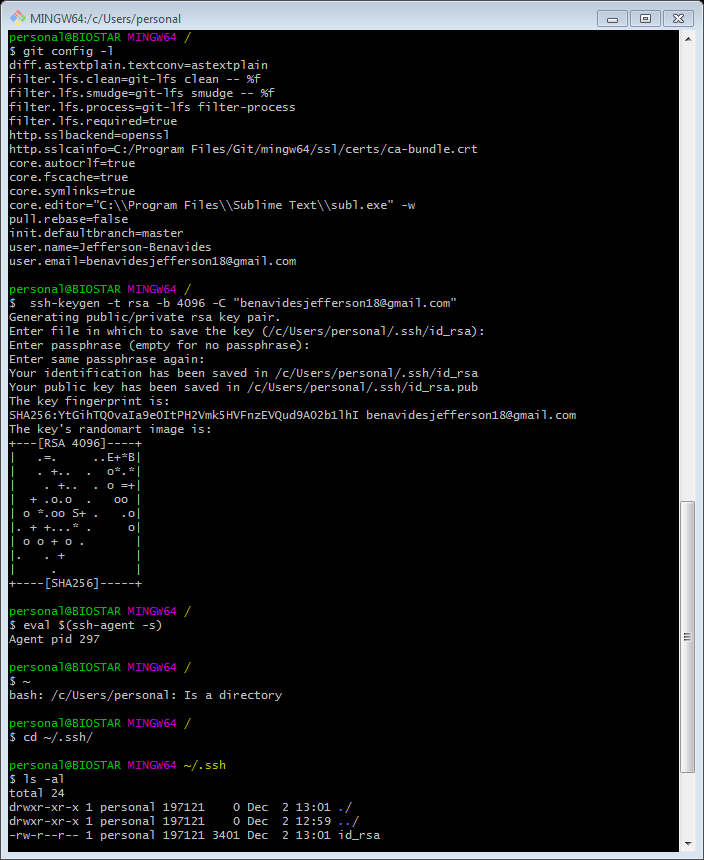 MINGW64:/c/Users/personal
personal@BIOSTAR MINGW64 /
$ git config -l
diff.astextplain.textconv=astextplain
filter.lfs.clean=git-lfs clean -- %f
filter.lfs.smudge=git-lfs smudge -- %f
filter.lfs.process=git-lfs filter-process
filter.lfs.required=true
http.sslbackend=openssl
http.sslcainfo=C:/Program Files/Git/mingw64/ssl/certs/ca-bundle.crt
core.autocrlf=true
core.fscache=true
core.symlinks=true
core.editor="C:\\Program Files\\Sublime Text\\subl.exe" -w
pull.rebase=false
init.defaultbranch=master
user.name=Jefferson-Benavides
user.email=benavidesjefferson18@gmail.com
personal@BIOSTAR MINGW64 /
$  ssh-keygen -t rsa -b 4096 -C "benavidesjefferson18@gmail.com"
Generating public/private rsa key pair.
Enter file in which to save the key (/c/Users/personal/.ssh/id_rsa):
Enter passphrase (empty for no passphrase):
Enter same passphrase again:
Your identification has been saved in /c/Users/personal/.ssh/id_rsa
Your public key has been saved in /c/Users/personal/.ssh/id_rsa.pub
The key fingerprint is:
SHA256:YtGihTQOvaIa9eOItPH2Vmk5HVFnzEVQud9AO2b1lhI benavidesjefferson18@gmail.com
The key's randomart image is:
+---[RSA 4096]----+
|   .=.     ..E+*B|
|   . +..  .  o*.*|
|    . +..  . o =+|
|  + .o.o  .   oo |
| o *.oo S+ .   .o|
|. + +...* .     o|
| o o + o .       |
|.   . +          |
|     .           |
+----[SHA256]-----+
personal@BIOSTAR MINGW64 /
$ eval $(ssh-agent -s)
Agent pid 297
personal@BIOSTAR MINGW64 /
$ ~
bash: /c/Users/personal: Is a directory
personal@BIOSTAR MINGW64 /
$ cd ~/.ssh/
personal@BIOSTAR MINGW64 ~/.ssh
$ ls -al
total 24
drwxr-xr-x 1 personal 197121    0 Dec  2 13:01 ./
drwxr-xr-x 1 personal 197121    0 Dec  2 12:59 ../
-rw-r--r-- 1 personal 197121 3401 Dec  2 13:01 id_rsa